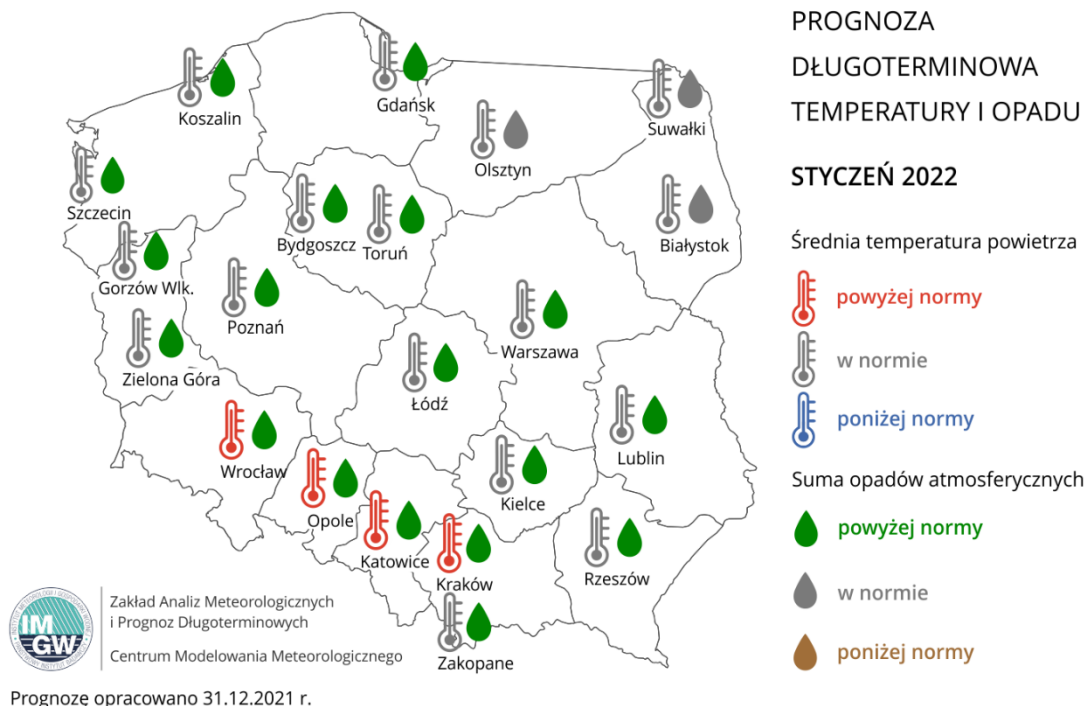 PROGNOZA
DŁUGOTERMINOWA
TEMPERATURY I OPADU
STYCZEŃ 2022
Średnia temperatura powietrza
powyżej normy
w normie
poniżej normy
Suma opadów atmosferycznych
powyżej normy
w normie
poniżej normy
Koszalin
Gdańsk
Suwałki
Olsztyn
Szczecin
Bydgoszcz
Toruń
Białystok
Gorzów Wlk.
Poznań
Warszawa
Zielona Góra
Łódź
Wrocław
Lublin
Opole
Kielce
Katowice
Kraków
Rzeszów
Zakopane
IM
GW
Zakład Analiz Meteorologicznych
i Prognoz Długoterminowych
Centrum Modelowania Meteorologicznego
Prognozę opracowano 31.12.2021 r.